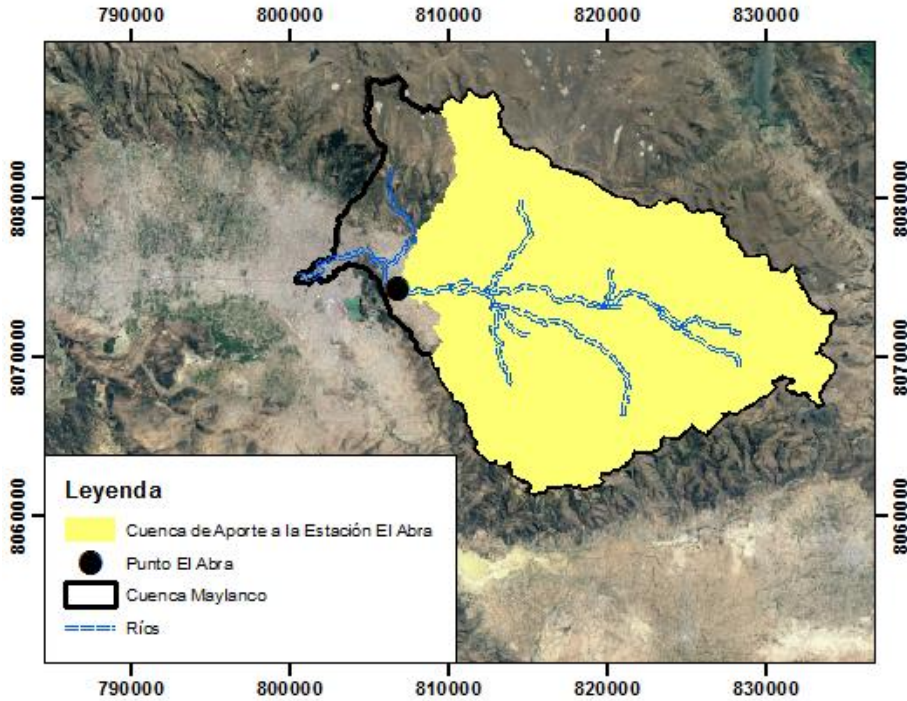 790000 800000 810000 820000 830000
8080000 8080000
8070000 8070000
8060000 8060000
Leyenda
Cuenca de Aporte a la Estación El Abra
Punto El Abra
Cuenca Maylanco
Ríos
790000 800000 810000 820000 830000